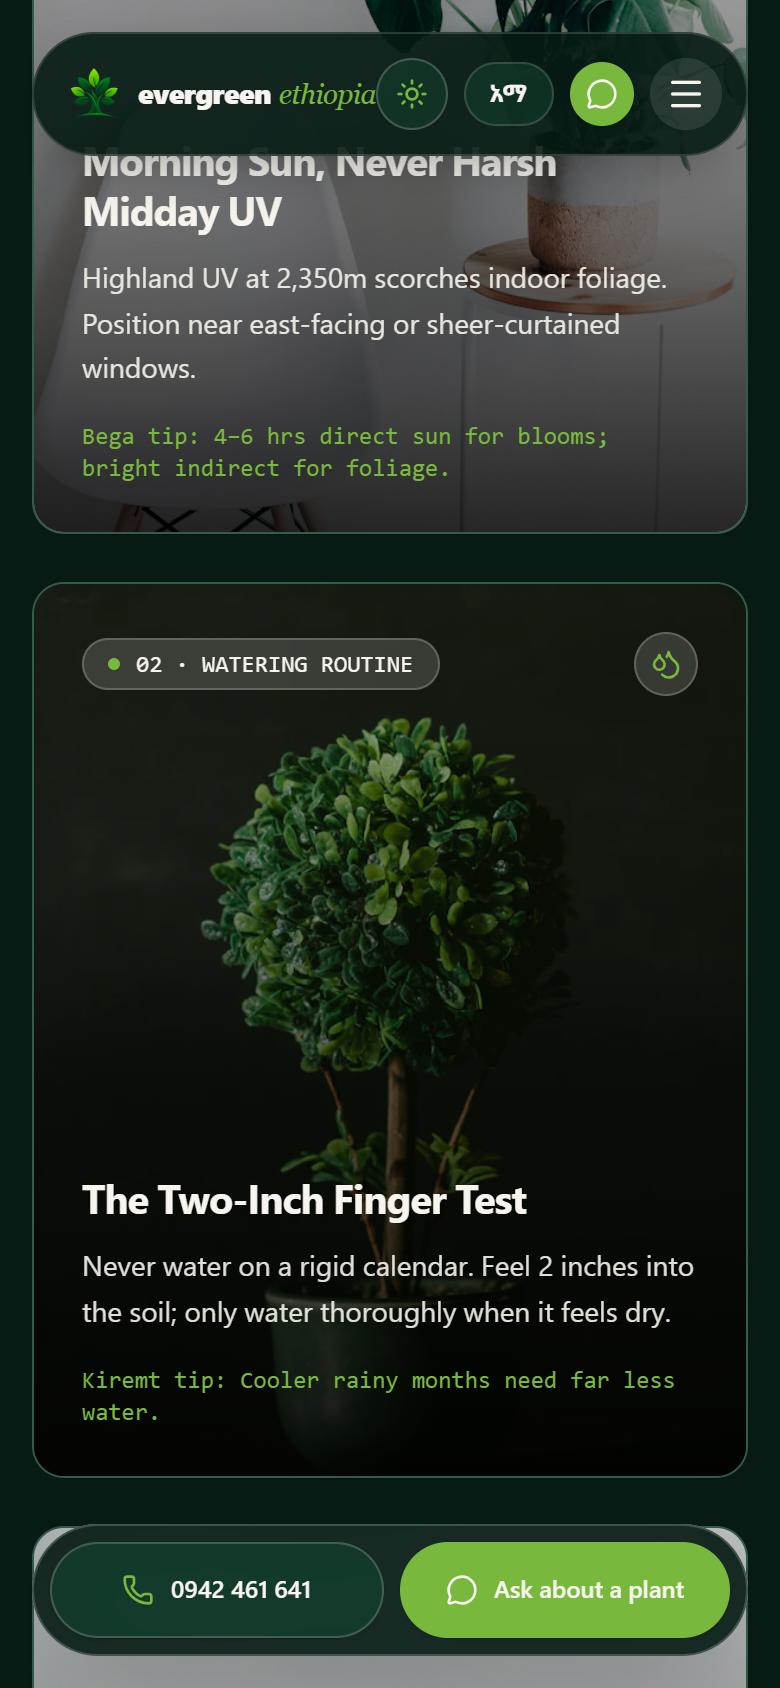 evergreen ethiopia
አማ
Morning Sun, Never Harsh
Midday UV
Highland UV at 2,350m scorches indoor foliage.
Position near east-facing or sheer-curtained
windows.
Bega tip: 4–6 hrs direct sun for blooms;
bright indirect for foliage.
02 · WATERING ROUTINE
The Two-Inch Finger Test
Never water on a rigid calendar. Feel 2 inches into
the soil; only water thoroughly when it feels dry.
Kiremt tip: Cooler rainy months need far less
water.
0942 461 641
Ask about a plant